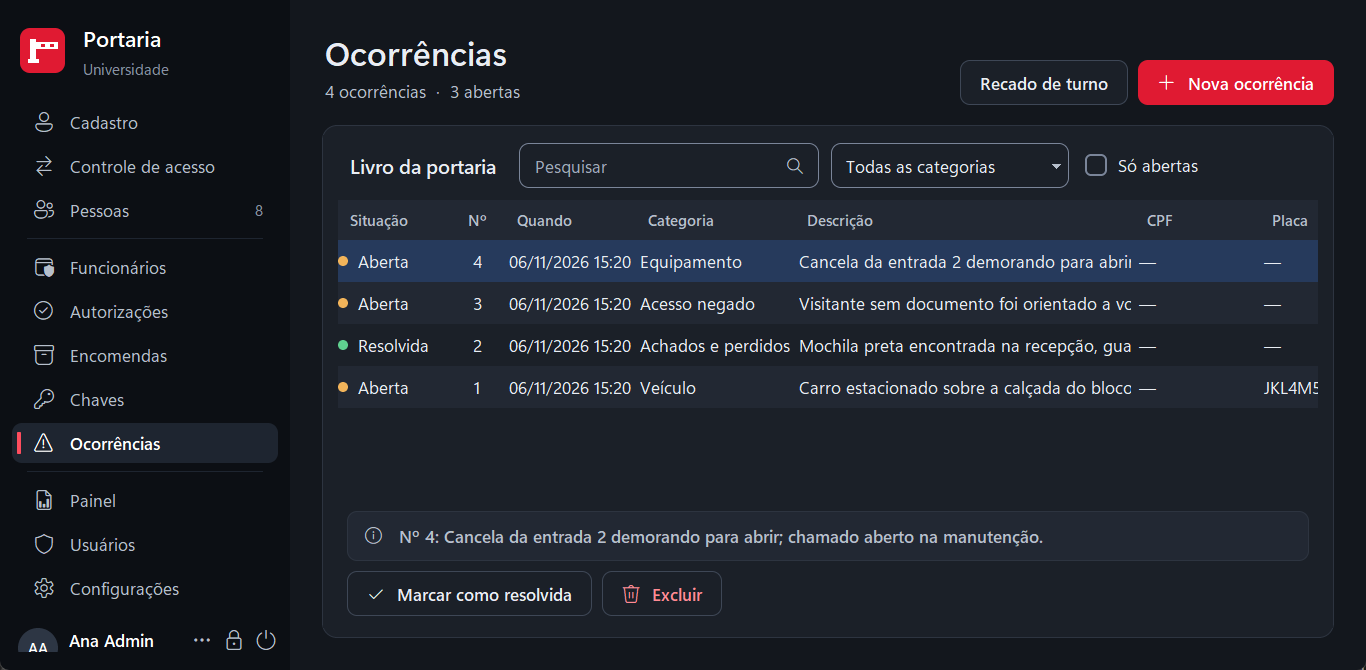 Portaria
Universidade
Cadastro
Controle de acesso
Pessoas 8
Funcionários
Autorizações
Encomendas
Chaves
Ocorrências
Painel
Usuários
Configurações
AA Ana Admin
Ocorrências
4 ocorrências · 3 abertas
Recado de turno
Nova ocorrência
Livro da portaria
Pesquisar
Todas as categorias
Só abertas
Situação Nº Quando Categoria Descrição CPF Placa
Aberta 4 06/11/2026 15:20 Equipamento Cancela da entrada 2 demorando para abrir — —
Aberta 3 06/11/2026 15:20 Acesso negado Visitante sem documento foi orientado a vo — —
Resolvida 2 06/11/2026 15:20 Achados e perdidos Mochila preta encontrada na recepção, gua — —
Aberta 1 06/11/2026 15:20 Veículo Carro estacionado sobre a calçada do bloco — JKL4M5
Nº 4: Cancela da entrada 2 demorando para abrir; chamado aberto na manutenção.
Marcar como resolvida
Excluir